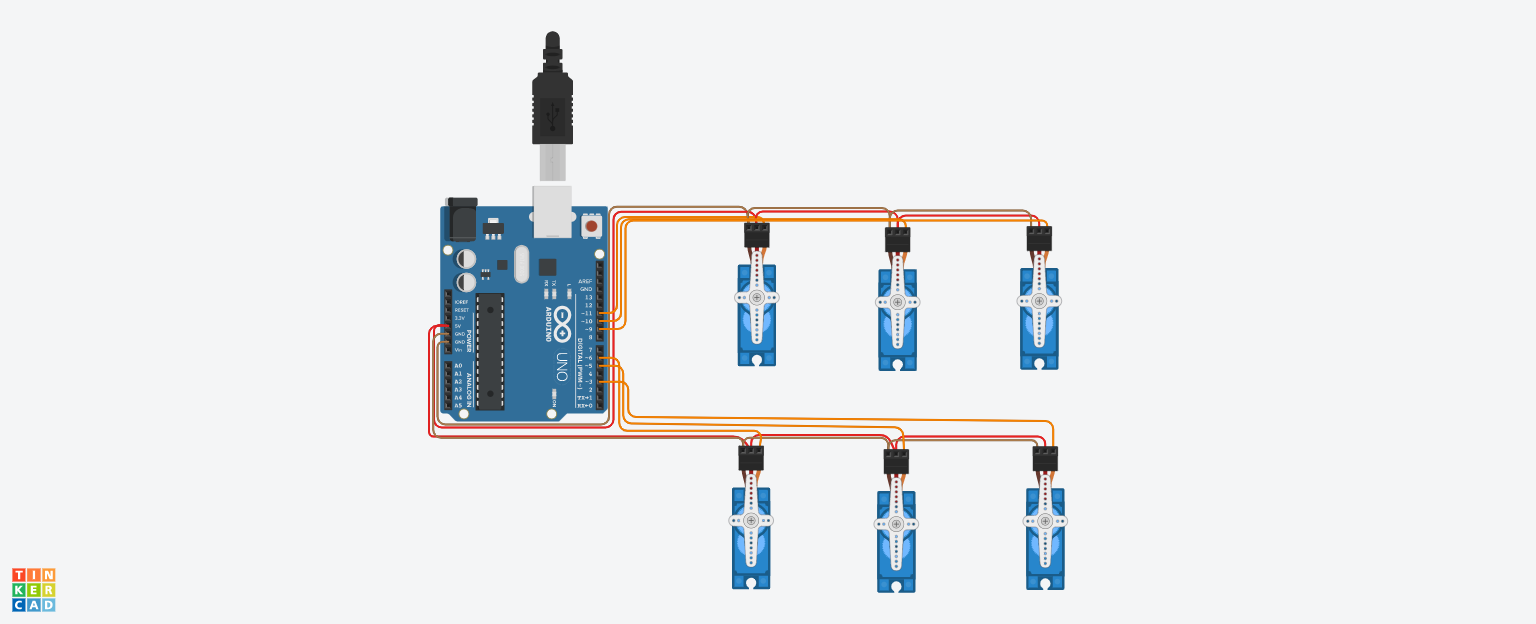 AREF
GND
13
12
~11
~10
~9
8
7
~6
~5
4
~3
2
TX→1
RX←0
DIGITAL (PWM~)
IOREF
RESET
3.3V
5V
GND
GND
Vin
POWER
A0
A1
A2
A3
A4
A5
ANALOG IN
RX
TX
L
ARDUINO
UNO
ON
TIN
KER
CAD